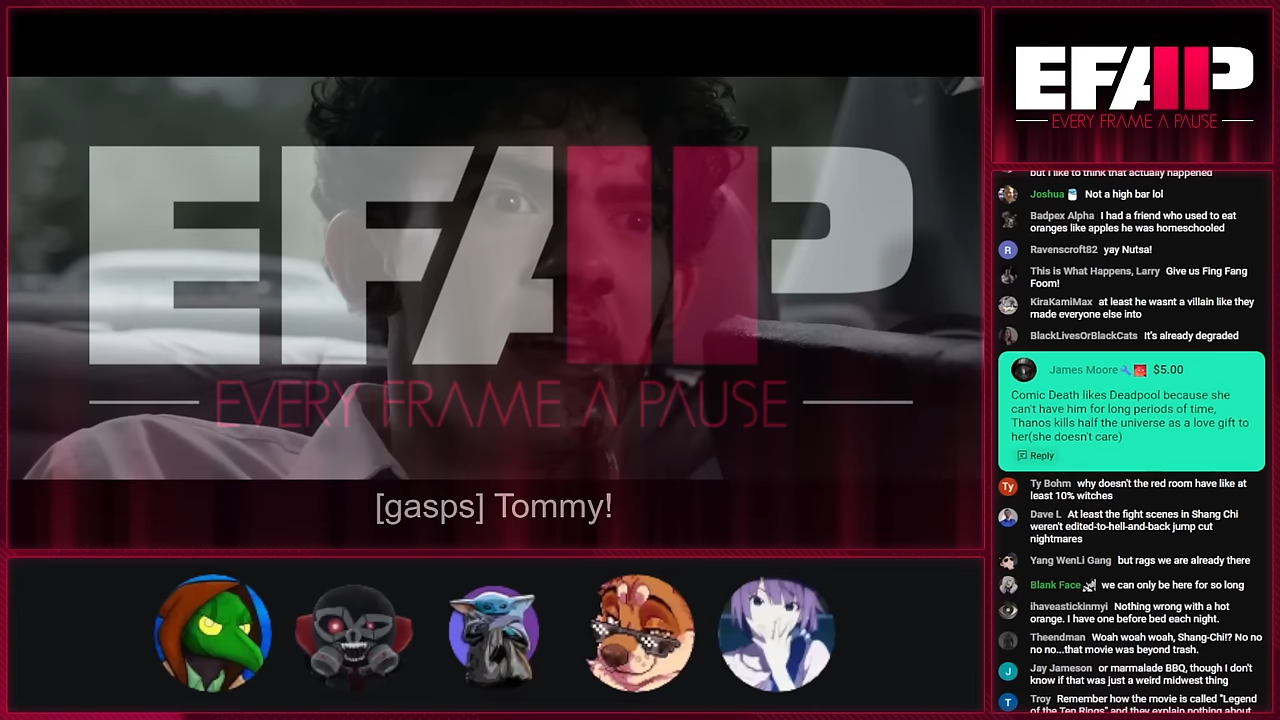 EFAP
EVERY FRAME A PAUSE
[gasps] Tommy!
EFAP
EVERY FRAME A PAUSE
but I like to think that actually happened
Joshua Not a high bar lol
Badpex Alpha I had a friend who used to eat
oranges like apples he was homeschooled
R
Ravenscroft82 yay Nutsa!
This is What Happens, Larry Give us Fing Fang
Foom!
KiraKamiMax at least he wasnt a villain like they
made everyone else into
BlackLivesOrBlackCats It's already degraded
James Moore $5.00
Comic Death likes Deadpool because she
can't have him for long periods of time,
Thanos kills half the universe as a love gift to
her(she doesn't care)
Reply
Ty
Ty Bohm why doesn't the red room have like at
least 10% witches
Dave L At least the fight scenes in Shang Chi
weren't edited-to-hell-and-back jump cut
nightmares
Yang WenLi Gang but rags we are already there
Blank Face we can only be here for so long
ihaveastickinmyi Nothing wrong with a hot
orange. I have one before bed each night.
Theendman Woah woah woah, Shang-Chi!? No no
no no...that movie was beyond trash.
J
Jay Jameson or marmalade BBQ, though I don't
know if that was just a weird midwest thing
T
Troy Remember how the movie is called "Legend
of the Ten Rings" and they explain nothing about